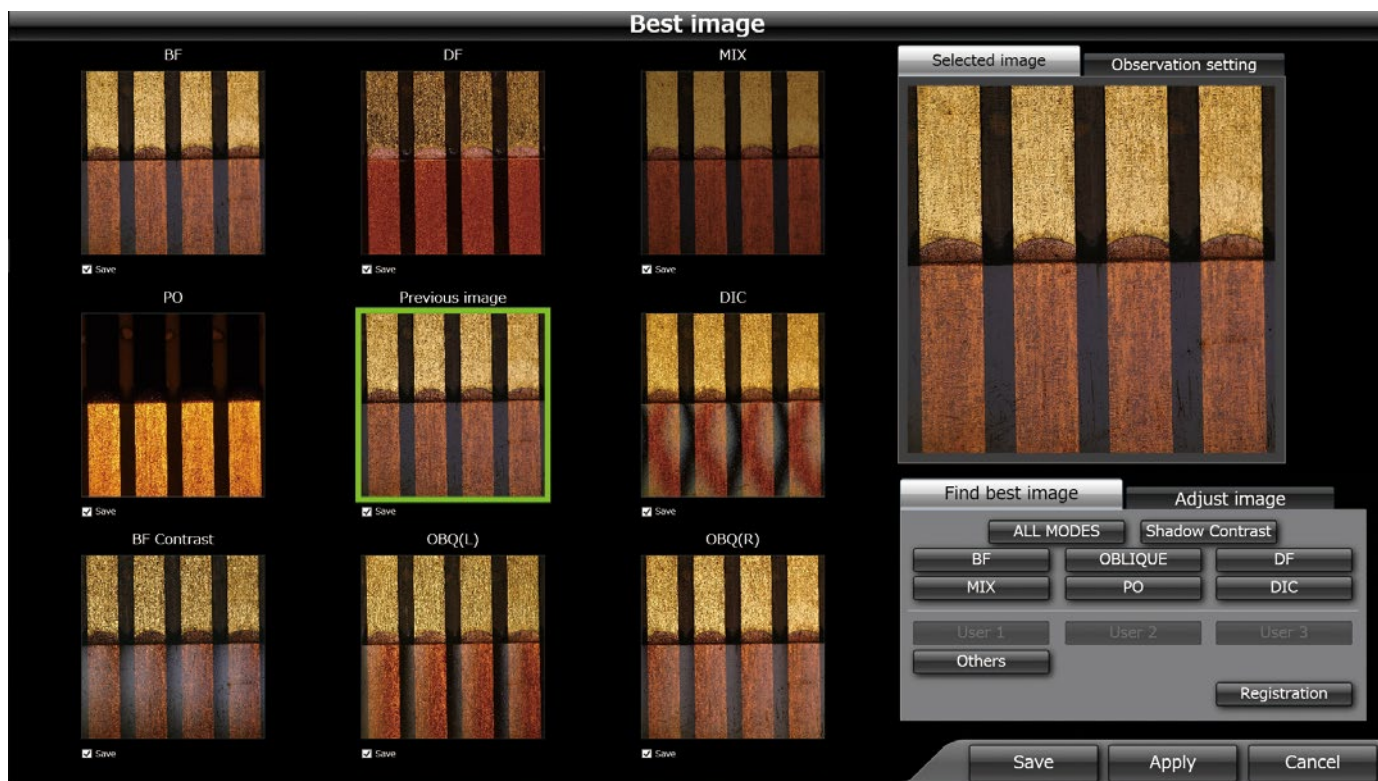 Best image
BF
DF
MIX
Save
Save
Save
PO
Previous image
DIC
Save
Save
Save
BF Contrast
OBQ(L)
OBQ(R)
Save
Save
Save
Selected image
Observation setting
Find best image
Adjust image
ALL MODES
Shadow Contrast
BF
OBLIQUE
DF
MIX
PO
DIC
User 1
User 2
User 3
Others
Registration
Save
Apply
Cancel